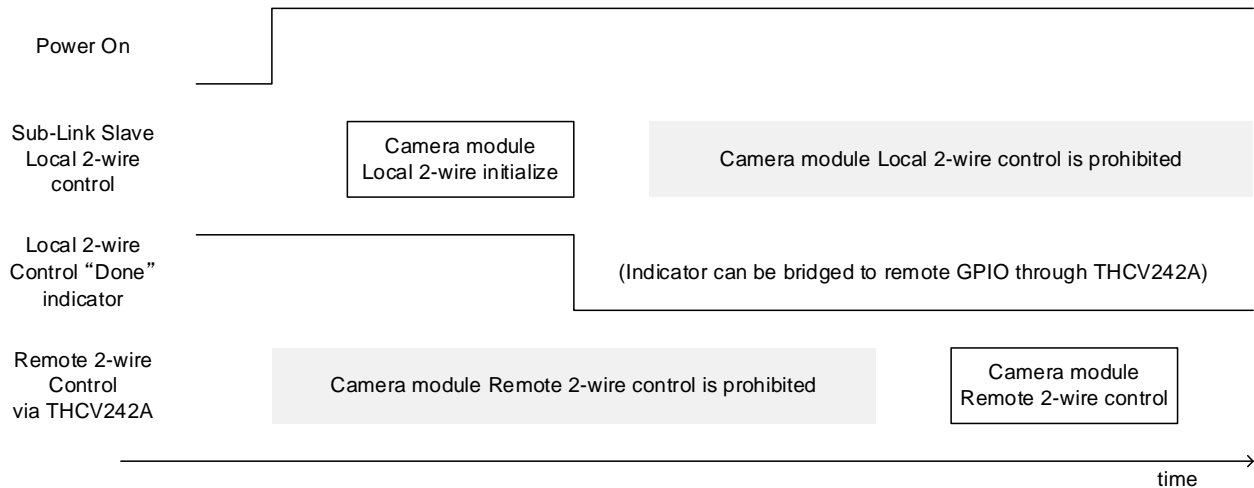 Power On
Sub-Link Slave
Local 2-wire
control
Camera module
Local 2-wire initialize
Camera module Local 2-wire control is prohibited
Local 2-wire
Control “Done”
indicator
(Indicator can be bridged to remote GPIO through THCV242A)
Remote 2-wire
Control
via THCV242A
Camera module Remote 2-wire control is prohibited
Camera module
Remote 2-wire control
time